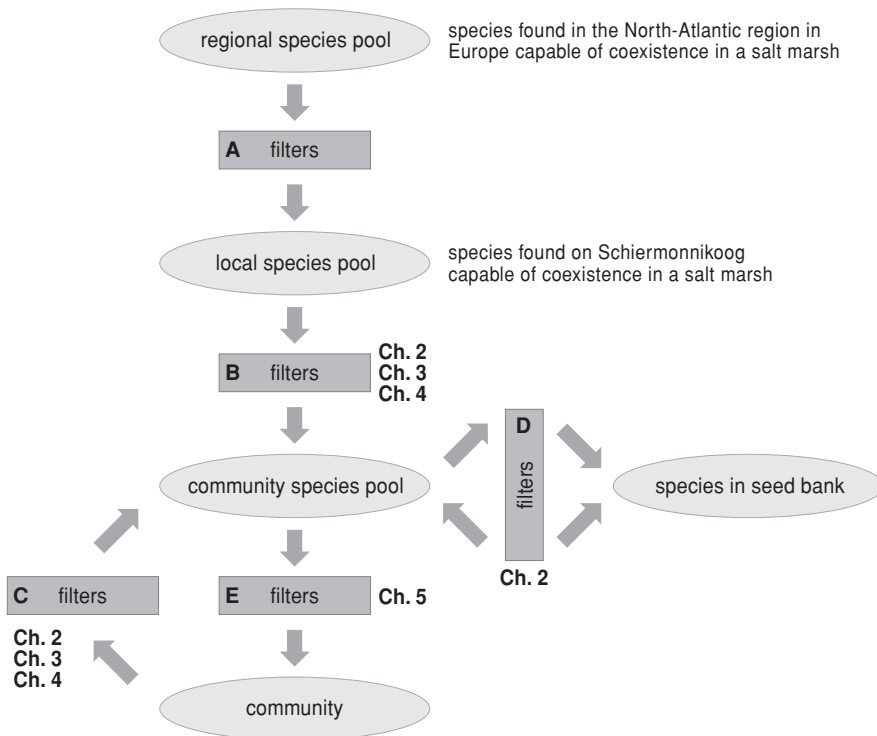 regional species pool
species found in the North-Atlantic region in
Europe capable of coexistence in a salt marsh
A filters
local species pool
species found on Schiermonnikoog
capable of coexistence in a salt marsh
B filters
Ch. 2
Ch. 3
Ch. 4
D
filters
Ch. 2
community species pool
species in seed bank
C filters
Ch. 2
Ch. 3
Ch. 4
E filters
Ch. 5
community